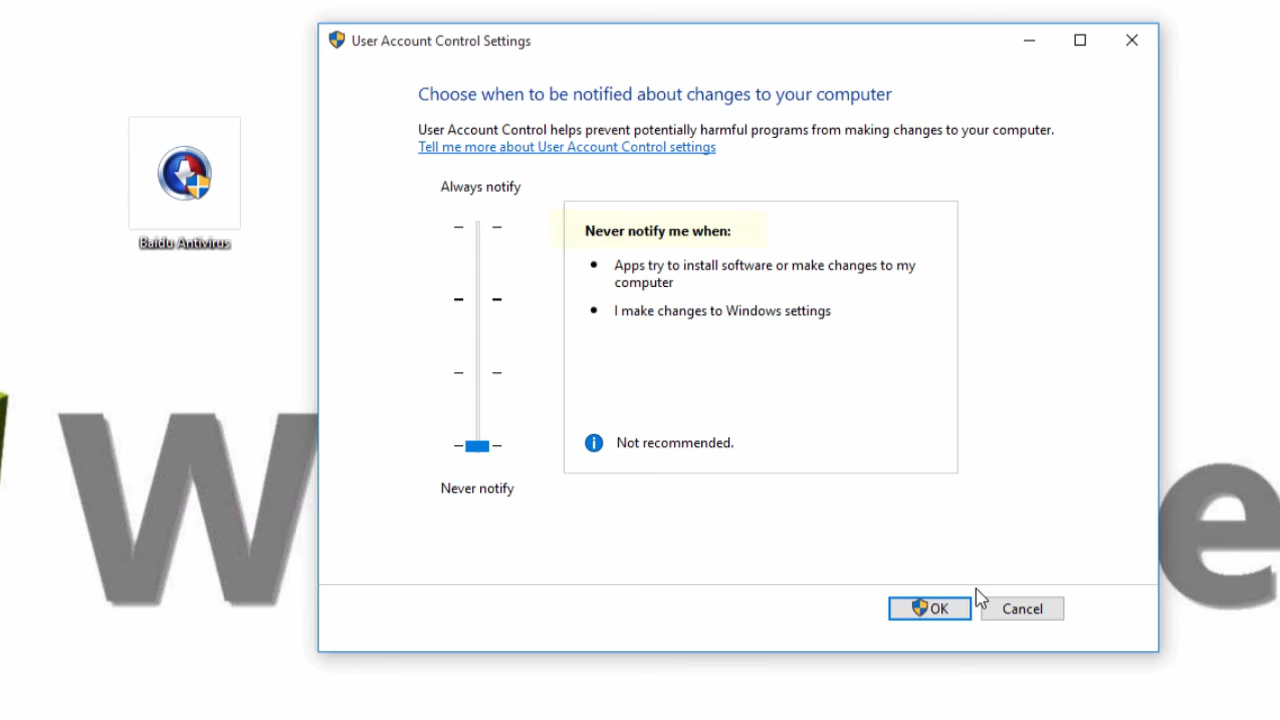 User Account Control Settings
Choose when to be notified about changes to your computer
User Account Control helps prevent potentially harmful programs from making changes to your computer.
Tell me more about User Account Control settings
Always notify
Never notify me when:
• Apps try to install software or make changes to my
computer
• I make changes to Windows settings
Not recommended.
Never notify
OK
Cancel
Baidu Antivirus
W
e